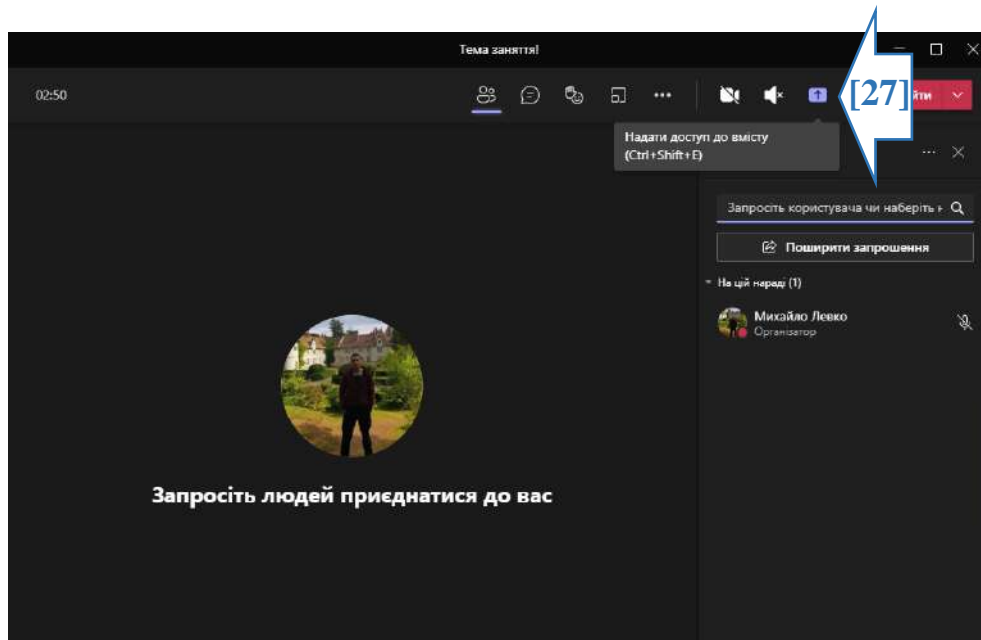 Тема заняття!
02:50
[27]
йти
Надати доступ до вмісту
(Ctrl+Shift+E)
Запросіть користувача чи наберіть н
Поширити запрошення
На цій нараді (1)
Михайло Левко
Організатор
Запросіть людей приєднатися до вас